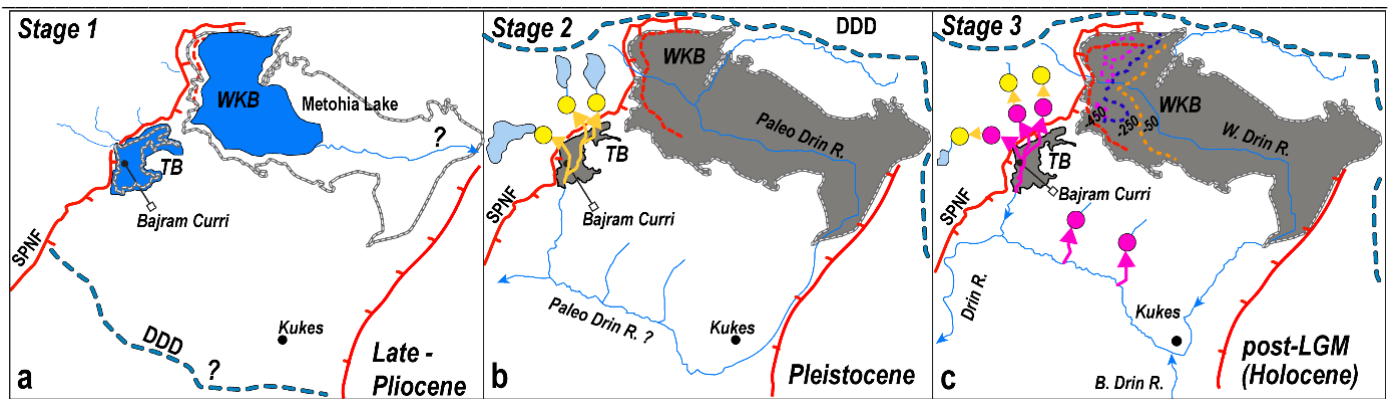 Stage 1
WKB
Metohia Lake
?
TB
Bajram Curri
SPNF
DDD
?
Kukes
Late -
Pliocene
a
Stage 2
DDD
WKB
Paleo Drin R.
TB
SPNF
Bajram Curri
Paleo Drin R. ?
Kukes
Pleistocene
b
Stage 3
WKB
-450
-250
-50
W. Drin R.
TB
Bajram Curri
SPNF
Drin R.
Kukes
post-LGM
(Holocene)
B. Drin R.
c